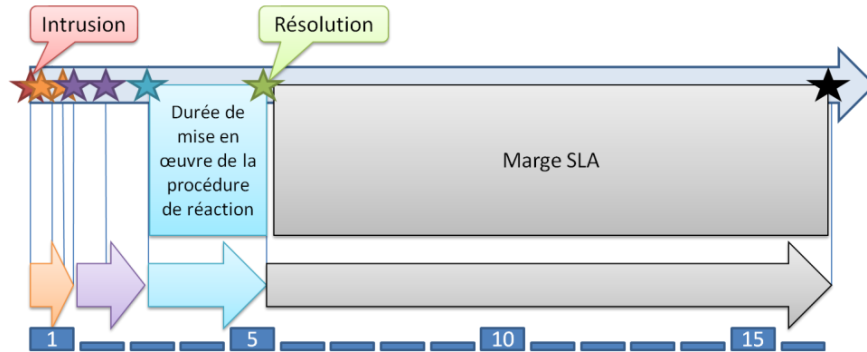 Intrusion
Résolution
Durée de
mise en
œuvre de la
procédure
de réaction
Marge SLA
1
5
10
15